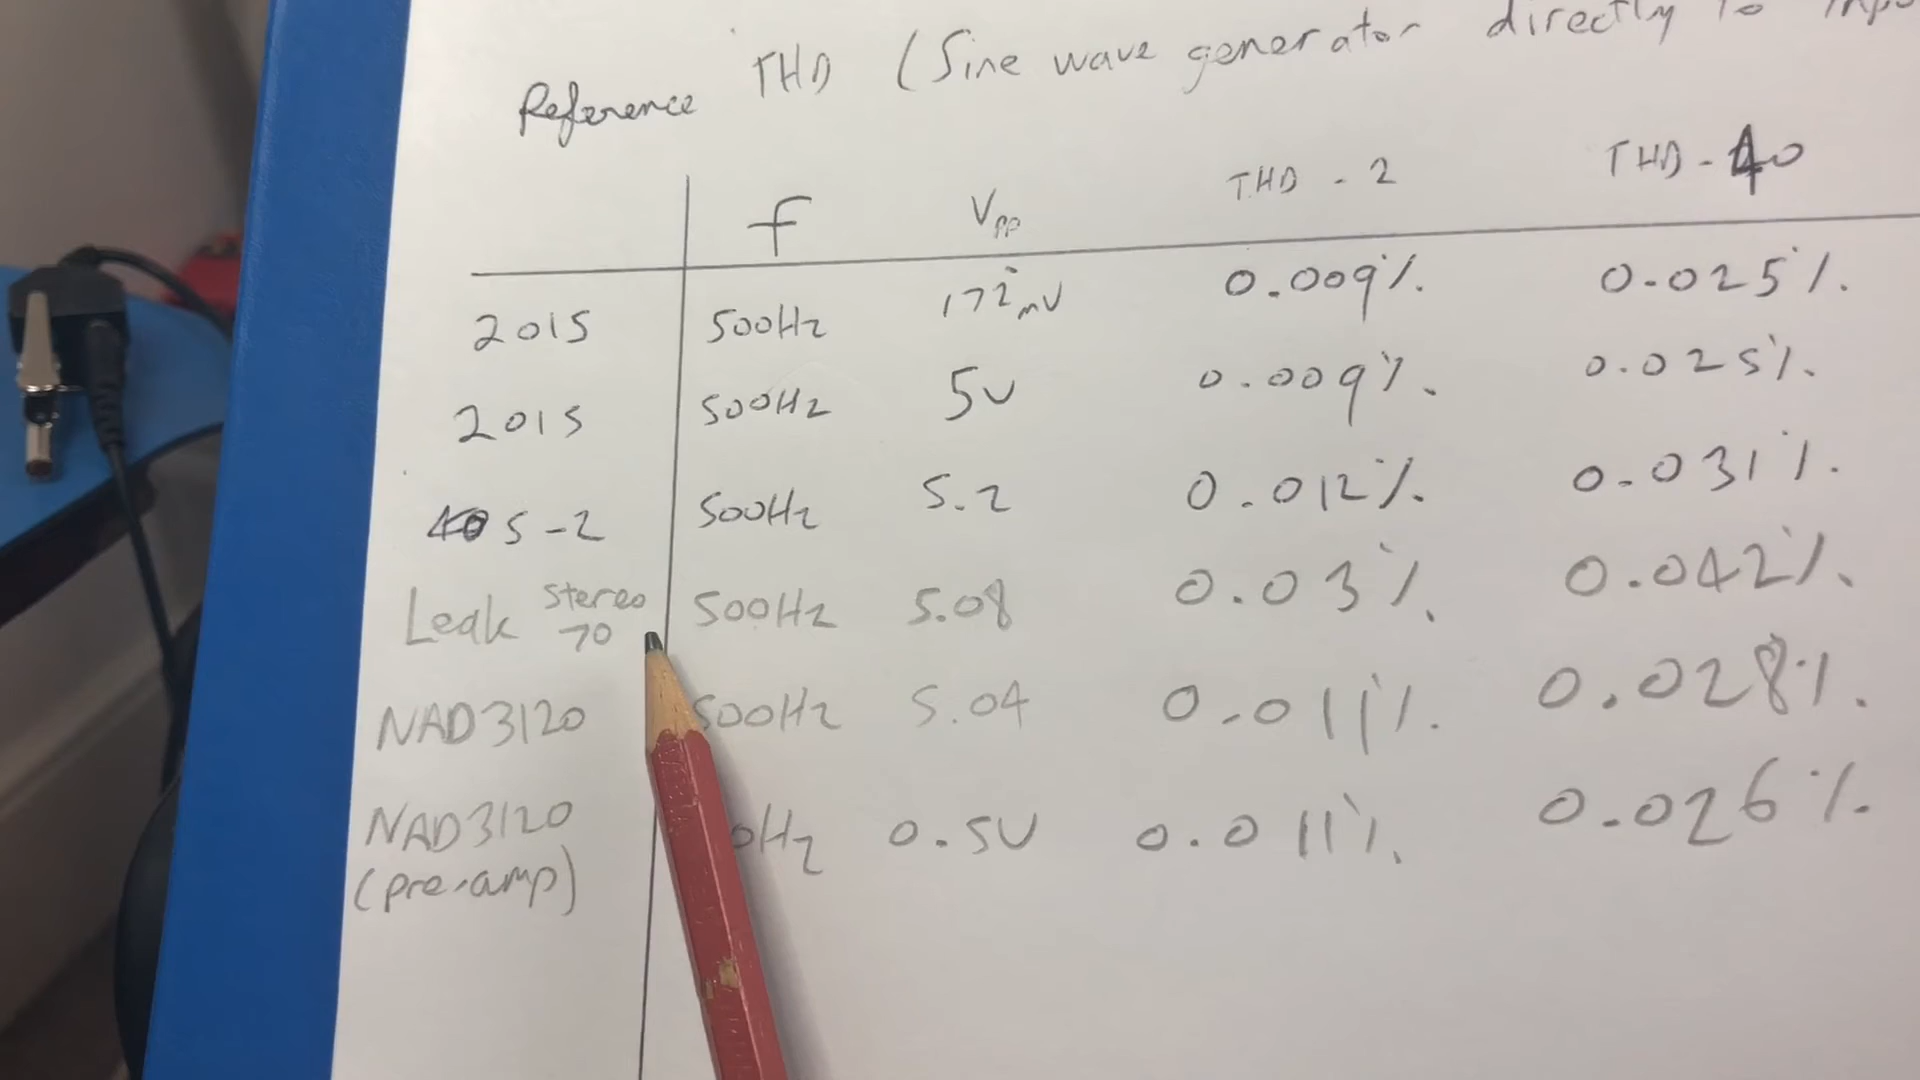 Reference THD (Sine wave generator directly to
f Vpp THD - 2 THD - 40
2015 500Hz 172mV 0.009% 0.025%
2015 500Hz 5V 0.009% 0.025%
405-2 500Hz 5.2 0.012% 0.031%
Leak Stereo 70 500Hz 5.08 0.03% 0.042%
NAD3120 500Hz 5.04 0.011% 0.028%
NAD3120 0Hz 0.5V 0.011% 0.026%
(pre-amp)